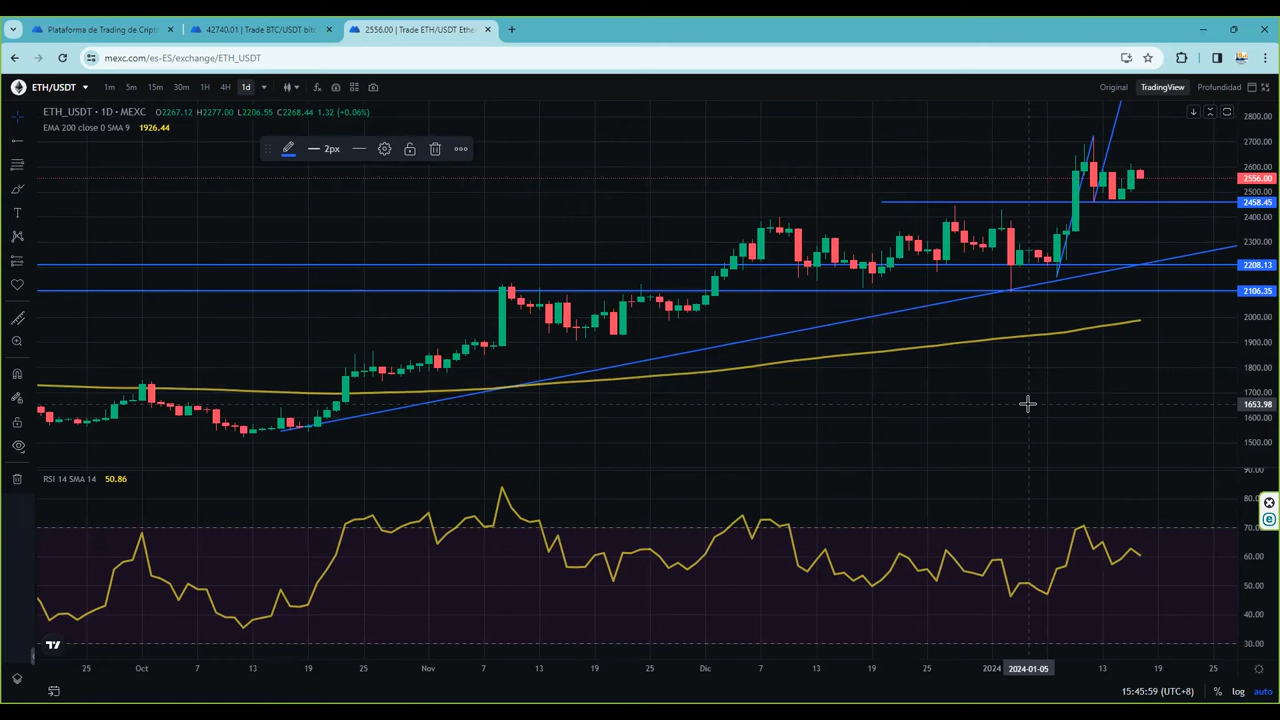 Plataforma de Trading de Cripto
42740.01 | Trade BTC/USDT bitc
2556.00 | Trade ETH/USDT Ether
mexc.com/es-ES/exchange/ETH_USDT
ETH/USDT 1m 5m 15m 30m 1H 4H 1d Original TradingView Profundidad
ETH_USDT · 1D · MEXC O2267.12 H2277.00 L2206.55 C2268.44 1.32 (+0.06%)
EMA 200 close 0 SMA 9 1926.44
2px
2800.00
2700.00
2600.00
2556.00
2500.00
2458.45
2400.00
2300.00
2208.13
2106.35
2000.00
1900.00
1800.00
1700.00
1653.98
1600.00
1500.00
90.00
RSI 14 SMA 14 50.86
80.00
70.00
60.00
50.00
40.00
30.00
25 Oct 7 13 19 25 Nov 7 13 19 25 Dic 7 13 19 25 2024 2024-01-05 13 19 25
15:45:59 (UTC+8) % log auto